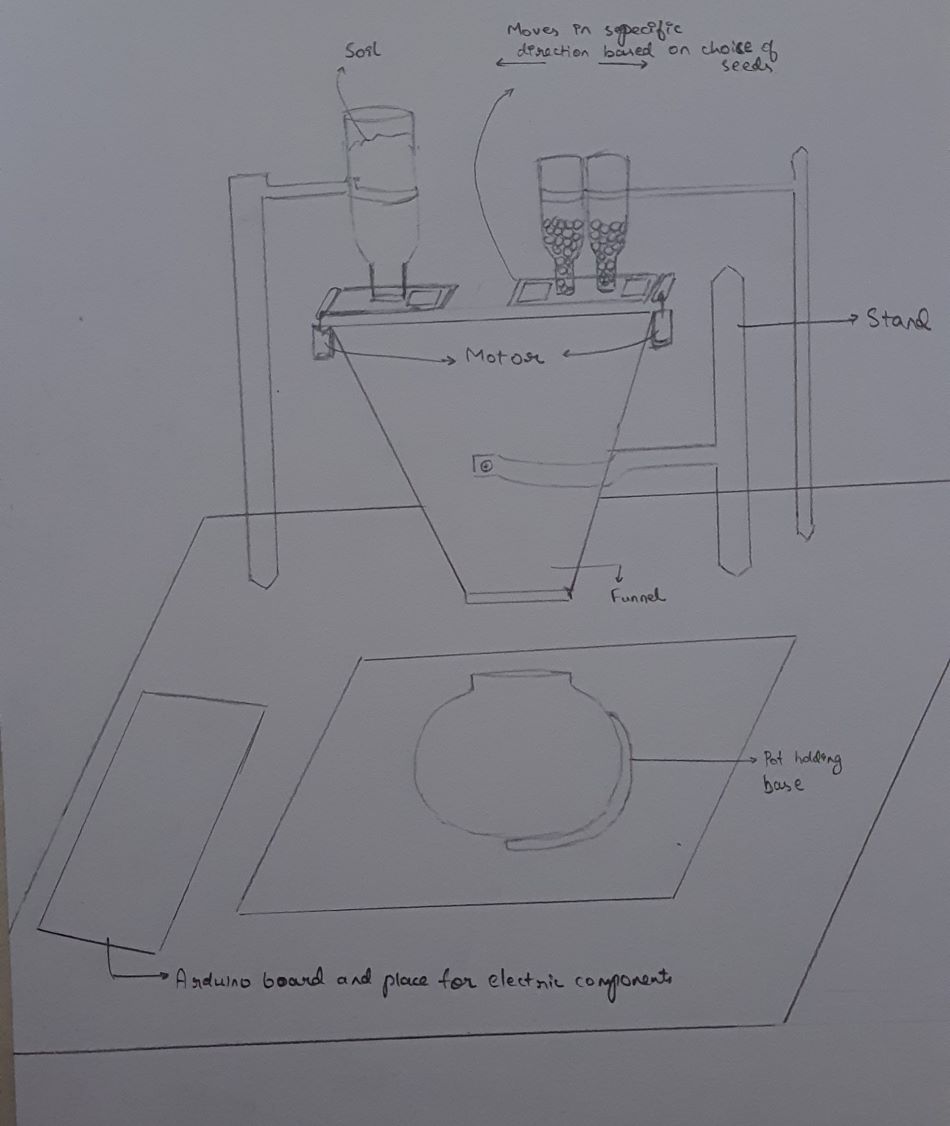 Soil
Moves in sopecific
direction based on choice of
seeds
Stand
Motor
Funnel
Pot holding
base
Arduino board and place for electric components